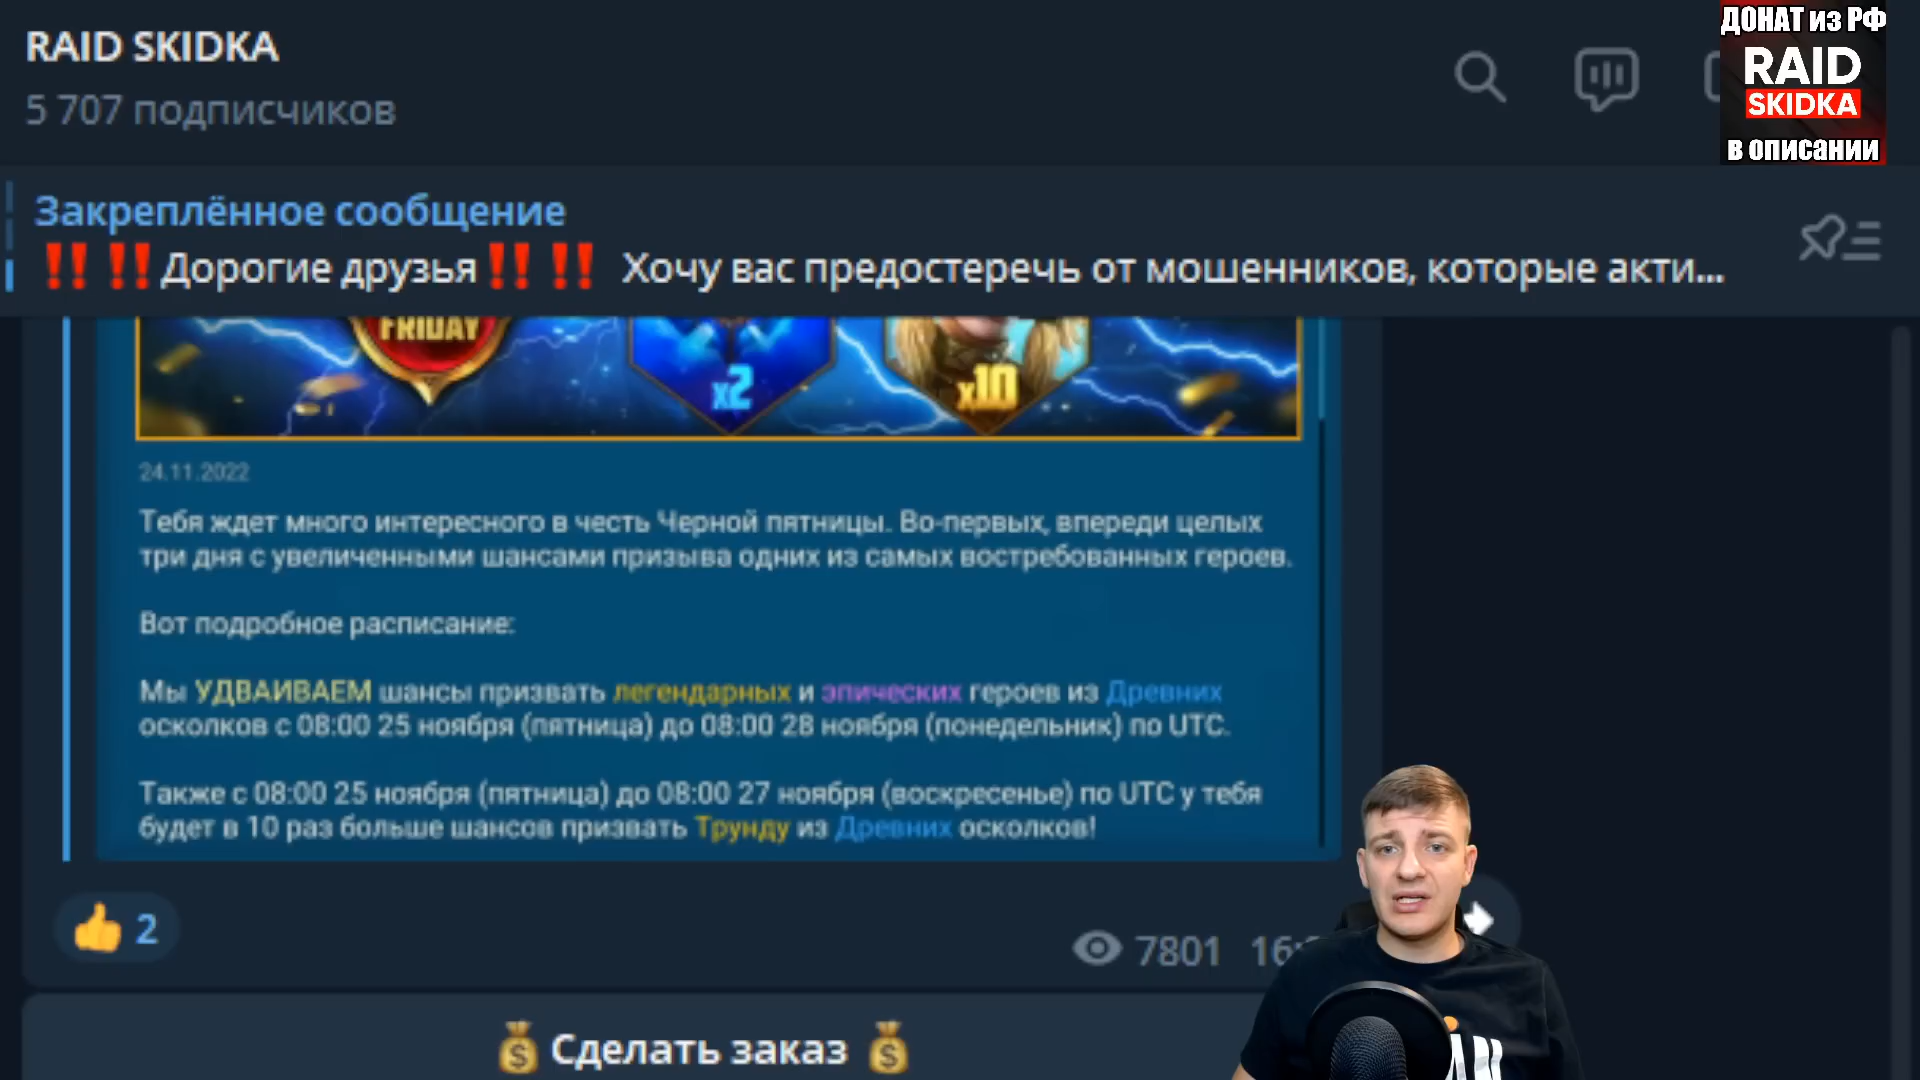 RAID SKIDKA
5 707 подписчиков
ДОНАТ из РФ
RAID
SKIDKA
в описании
Закреплённое сообщение
‼️ ‼️Дорогие друзья‼️ ‼️ Хочу вас предостеречь от мошенников, которые акти...
FRIDAY
x2
x10
24.11.2022
Тебя ждет много интересного в честь Черной пятницы. Во-первых, впереди целых
три дня с увеличенными шансами призыва одних из самых востребованных героев.
Вот подробное расписание:
Мы УДВАИВАЕМ шансы призвать легендарных и эпических героев из Древних
осколков с 08:00 25 ноября (пятница) до 08:00 28 ноября (понедельник) по UTC.
Также с 08:00 25 ноября (пятница) до 08:00 27 ноября (воскресенье) по UTC у тебя
будет в 10 раз больше шансов призвать Трунду из Древних осколков!
👍 2
7801 16:
💰 Сделать заказ 💰